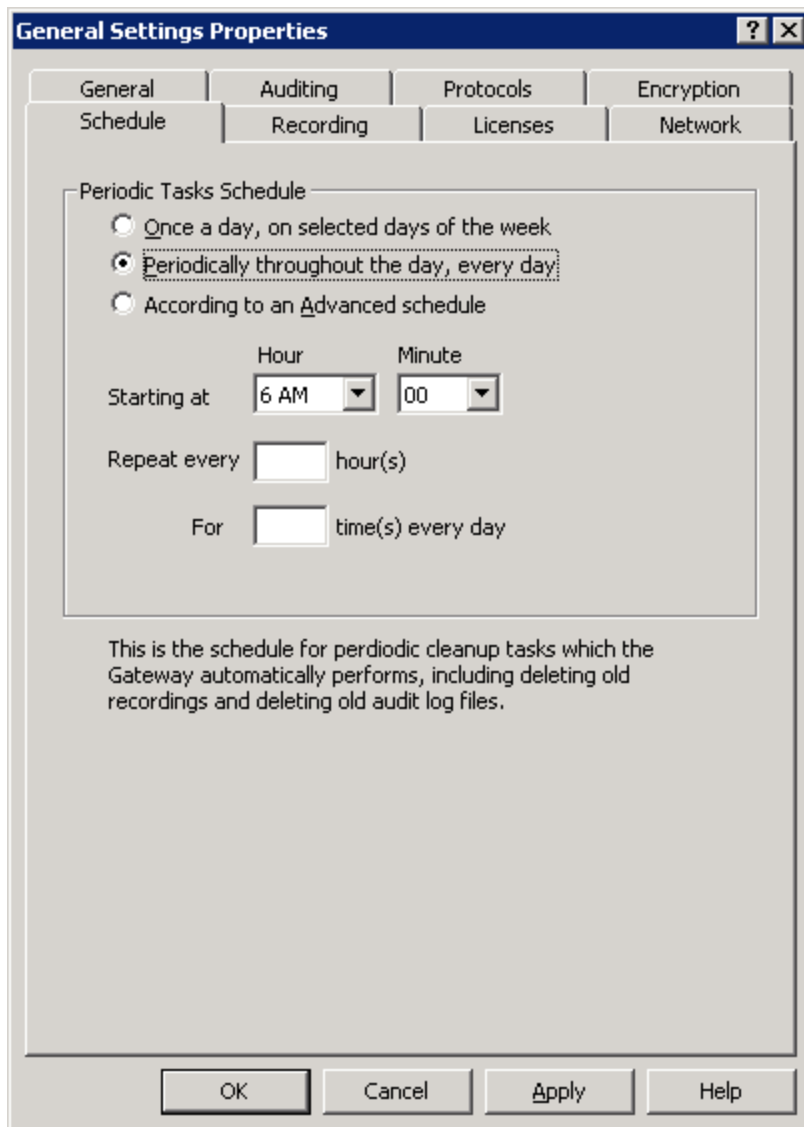 General Settings Properties
General Auditing Protocols Encryption
Schedule Recording Licenses Network
Periodic Tasks Schedule
Once a day, on selected days of the week
Periodically throughout the day, every day
According to an Advanced schedule
Hour Minute
Starting at 6 AM 00
Repeat every hour(s)
For time(s) every day
This is the schedule for perdiodic cleanup tasks which the
Gateway automatically performs, including deleting old
recordings and deleting old audit log files.
OK Cancel Apply Help